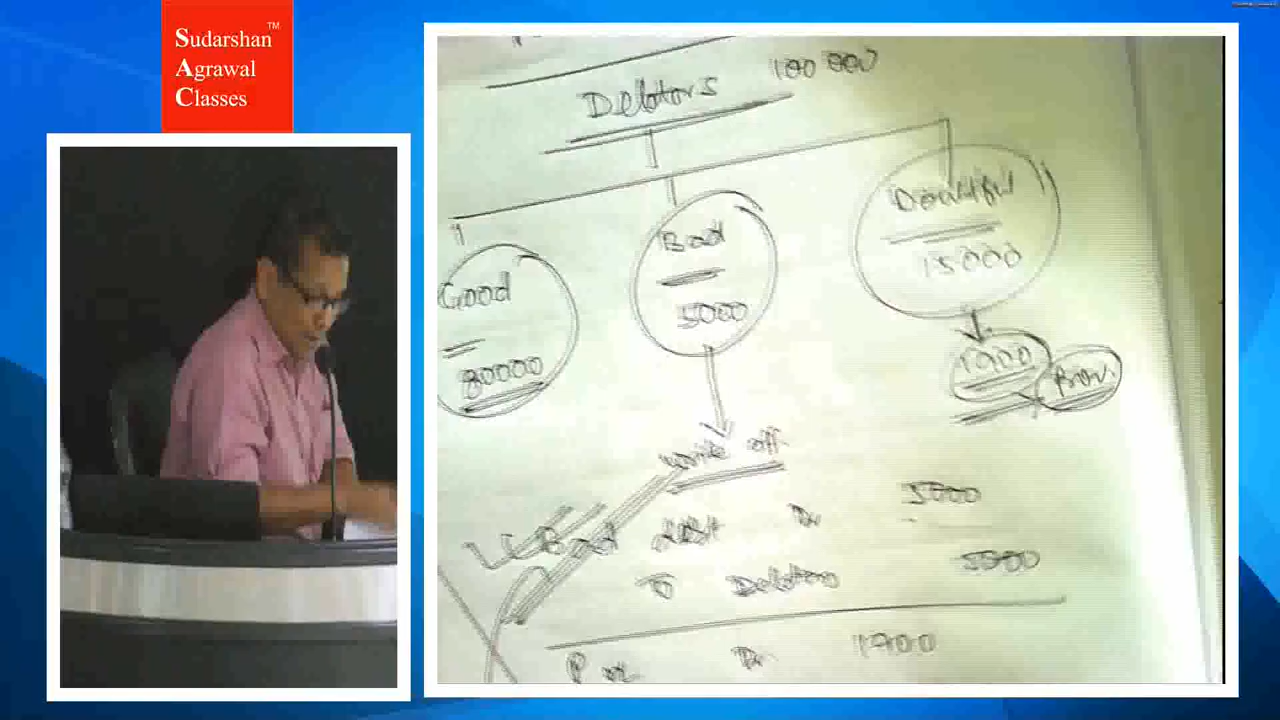 Sudarshan™
Agrawal
Classes
Debtors 100 000
Good
80000
Bad
5000
Doubtful
15000
1900
Prov.
write off
Bad debt Dr 5000
To Debtors 5000
Dr 1900